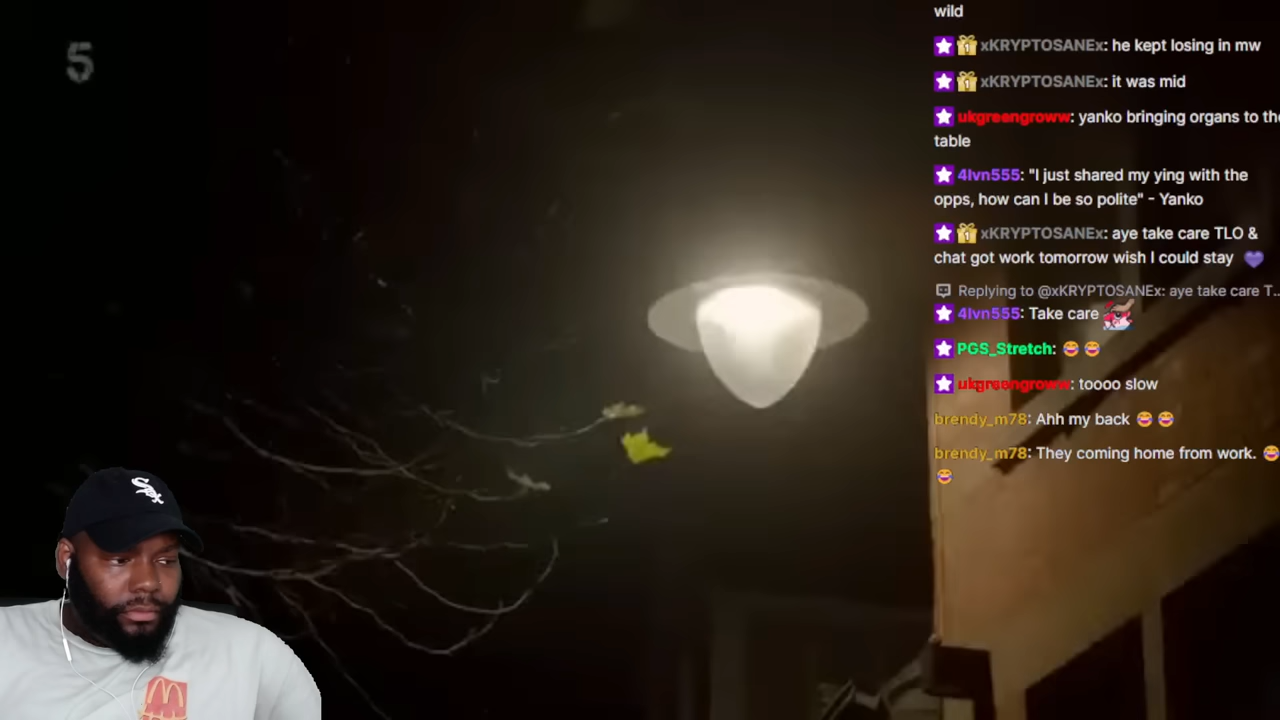 5
wild
xKRYPTOSANEx: he kept losing in mw
xKRYPTOSANEx: it was mid
ukgreengroww: yanko bringing organs to the
table
4lvn555: "I just shared my ying with the
opps, how can I be so polite" - Yanko
xKRYPTOSANEx: aye take care TLO &
chat got work tomorrow wish I could stay 💜
Replying to @xKRYPTOSANEx: aye take care T...
4lvn555: Take care
PGS_Stretch: 😂 😂
ukgreengroww: toooo slow
brendy_m78: Ahh my back 😂 😂
brendy_m78: They coming home from work. 😂
😂
Sox